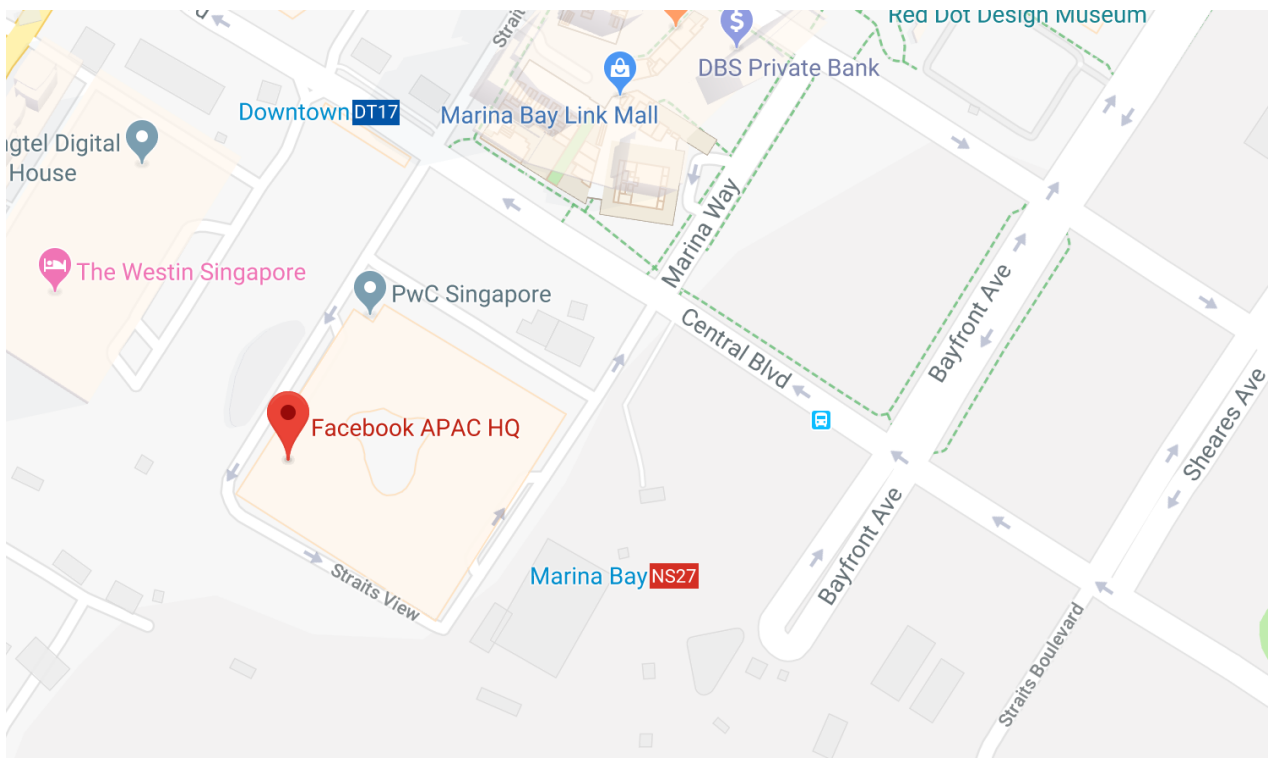 Red Dot Design Museum
DBS Private Bank
Downtown DT17
Marina Bay Link Mall
House
The Westin Singapore
Marina Way
PwC Singapore
Central Blvd
Bayfront Ave
Sheares Ave
Facebook APAC HQ
Bayfront Ave
Marina Bay NS27
Straits View
Straits Boulevard
$
ngtel Digital
Strai